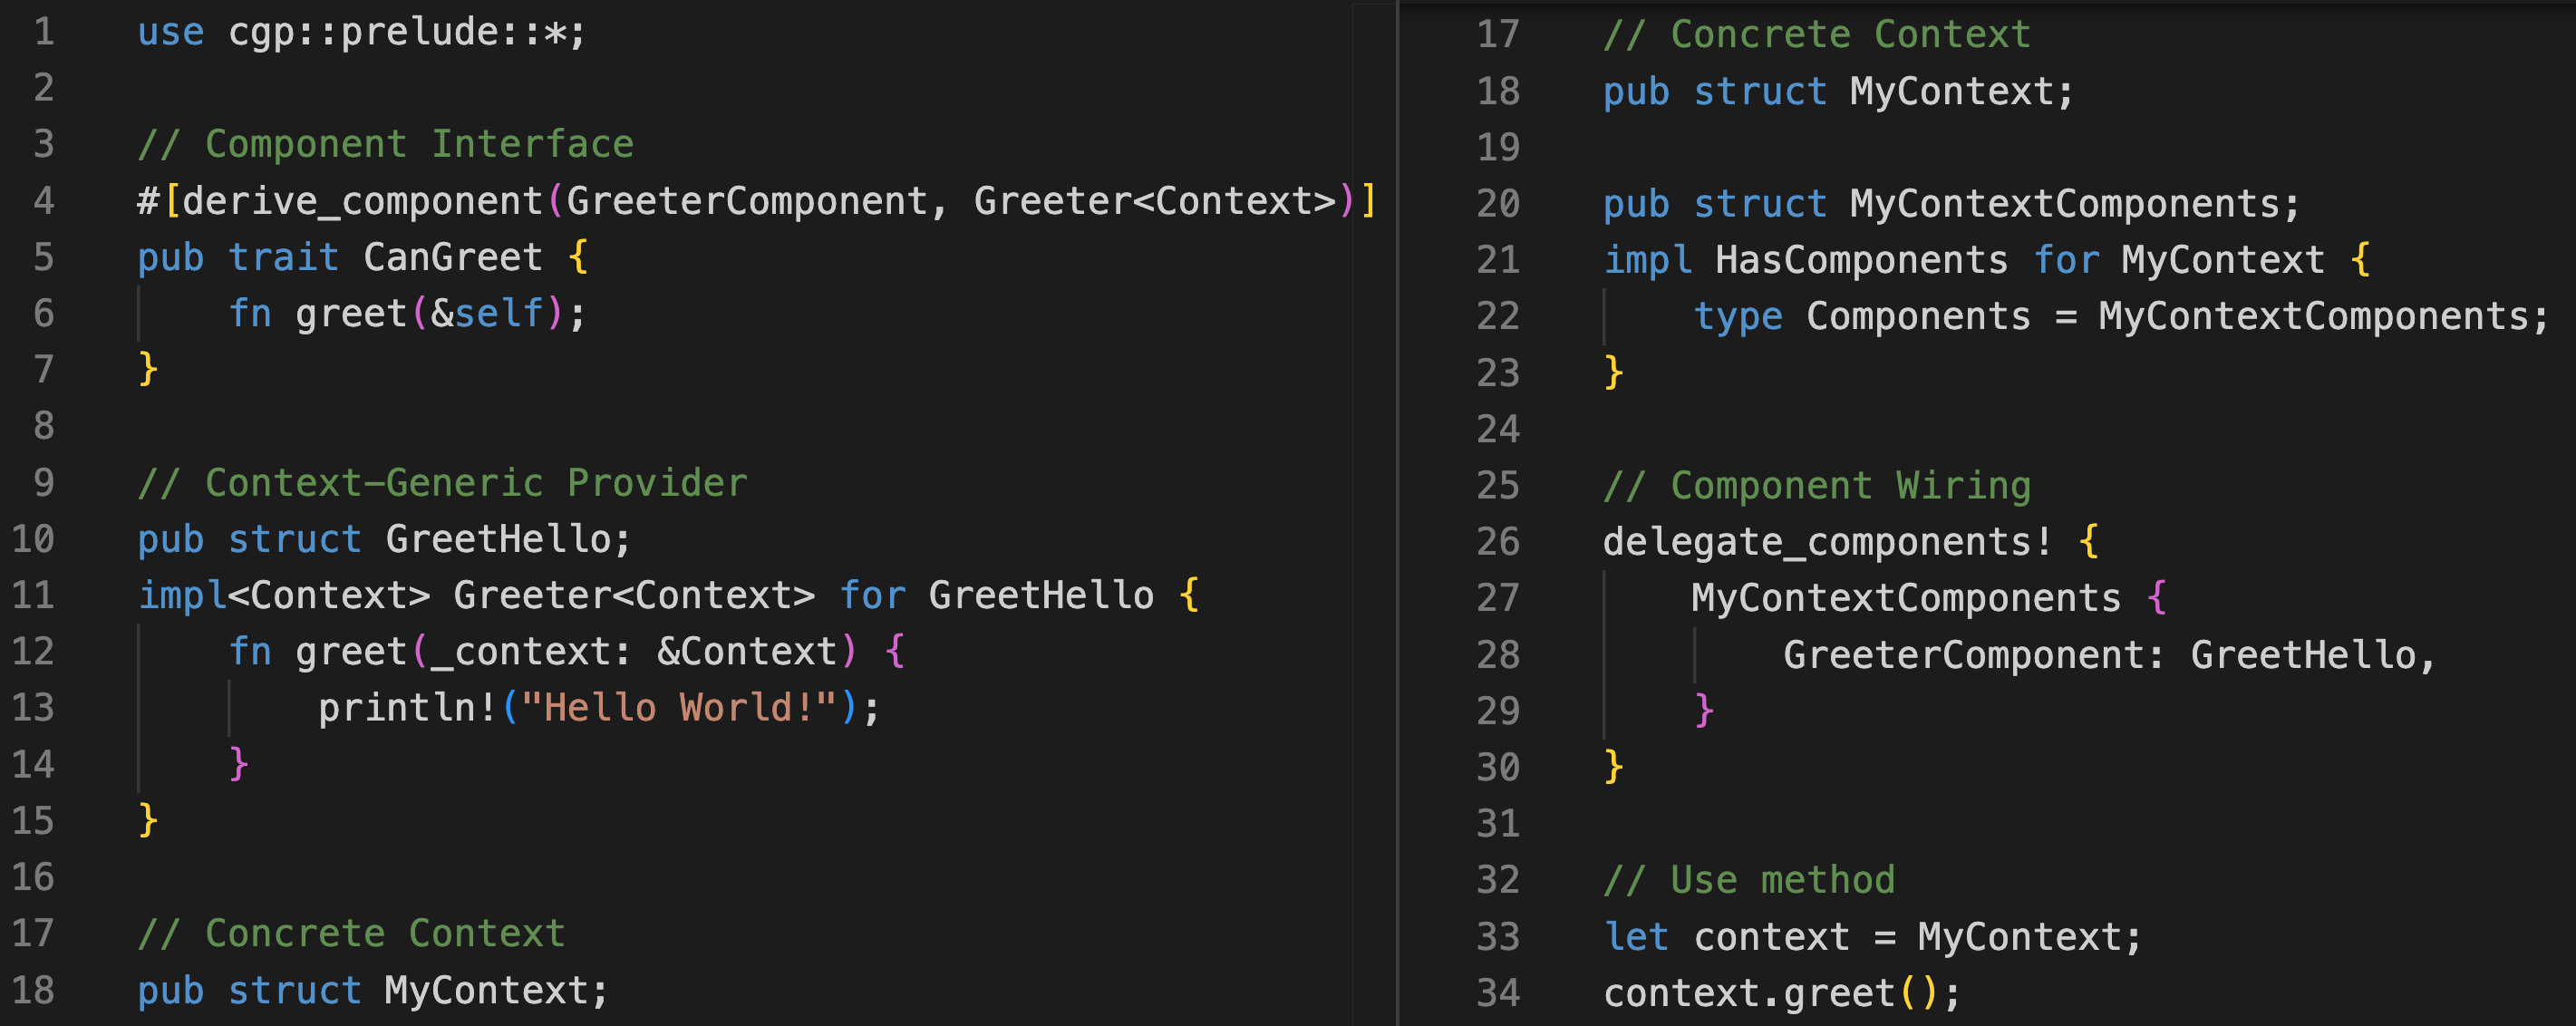 1 use cgp::prelude::*;
2
3 // Component Interface
4 #[derive_component(GreeterComponent, Greeter<Context>)]
5 pub trait CanGreet {
6     fn greet(&self);
7 }
8
9 // Context-Generic Provider
10 pub struct GreetHello;
11 impl<Context> Greeter<Context> for GreetHello {
12     fn greet(_context: &Context) {
13         println!("Hello World!");
14     }
15 }
16
17 // Concrete Context
18 pub struct MyContext;
17 // Concrete Context
18 pub struct MyContext;
19
20 pub struct MyContextComponents;
21 impl HasComponents for MyContext {
22     type Components = MyContextComponents;
23 }
24
25 // Component Wiring
26 delegate_components! {
27     MyContextComponents {
28         GreeterComponent: GreetHello,
29     }
30 }
31
32 // Use method
33 let context = MyContext;
34 context.greet();